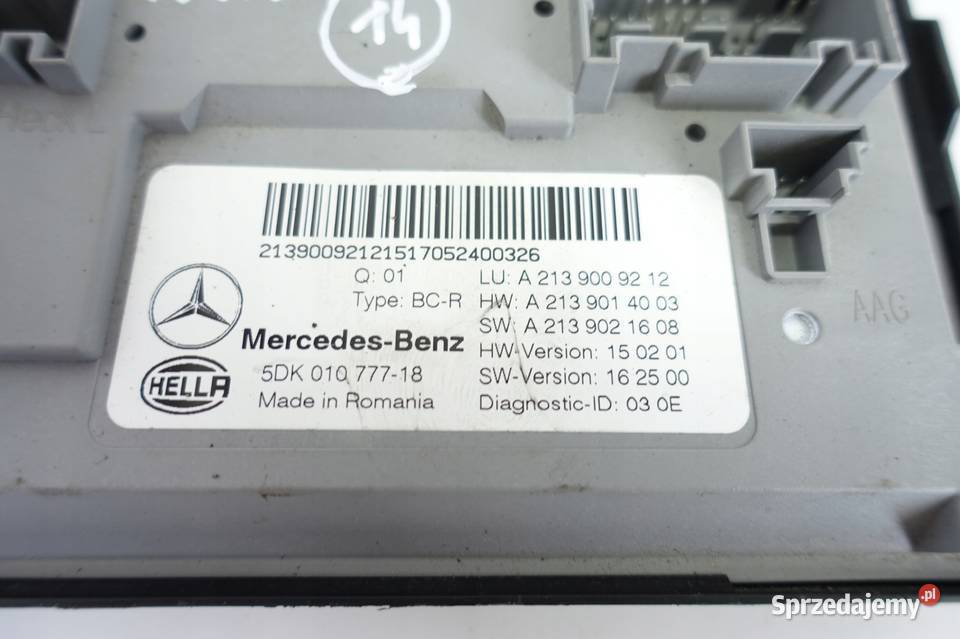 14
213900921215170524003​26
Q: 01
Type: BC-R
Mercedes-Benz
HELLA
5DK 010 777-18
Made in Romania
LU: A 213 900 92 12
HW: A 213 901 40 03
SW: A 213 902 16 08
HW-Version: 15 02 01
SW-Version: 16 25 00
Diagnostic-ID: 03 0E
AAG
Sprzedajemy.pl